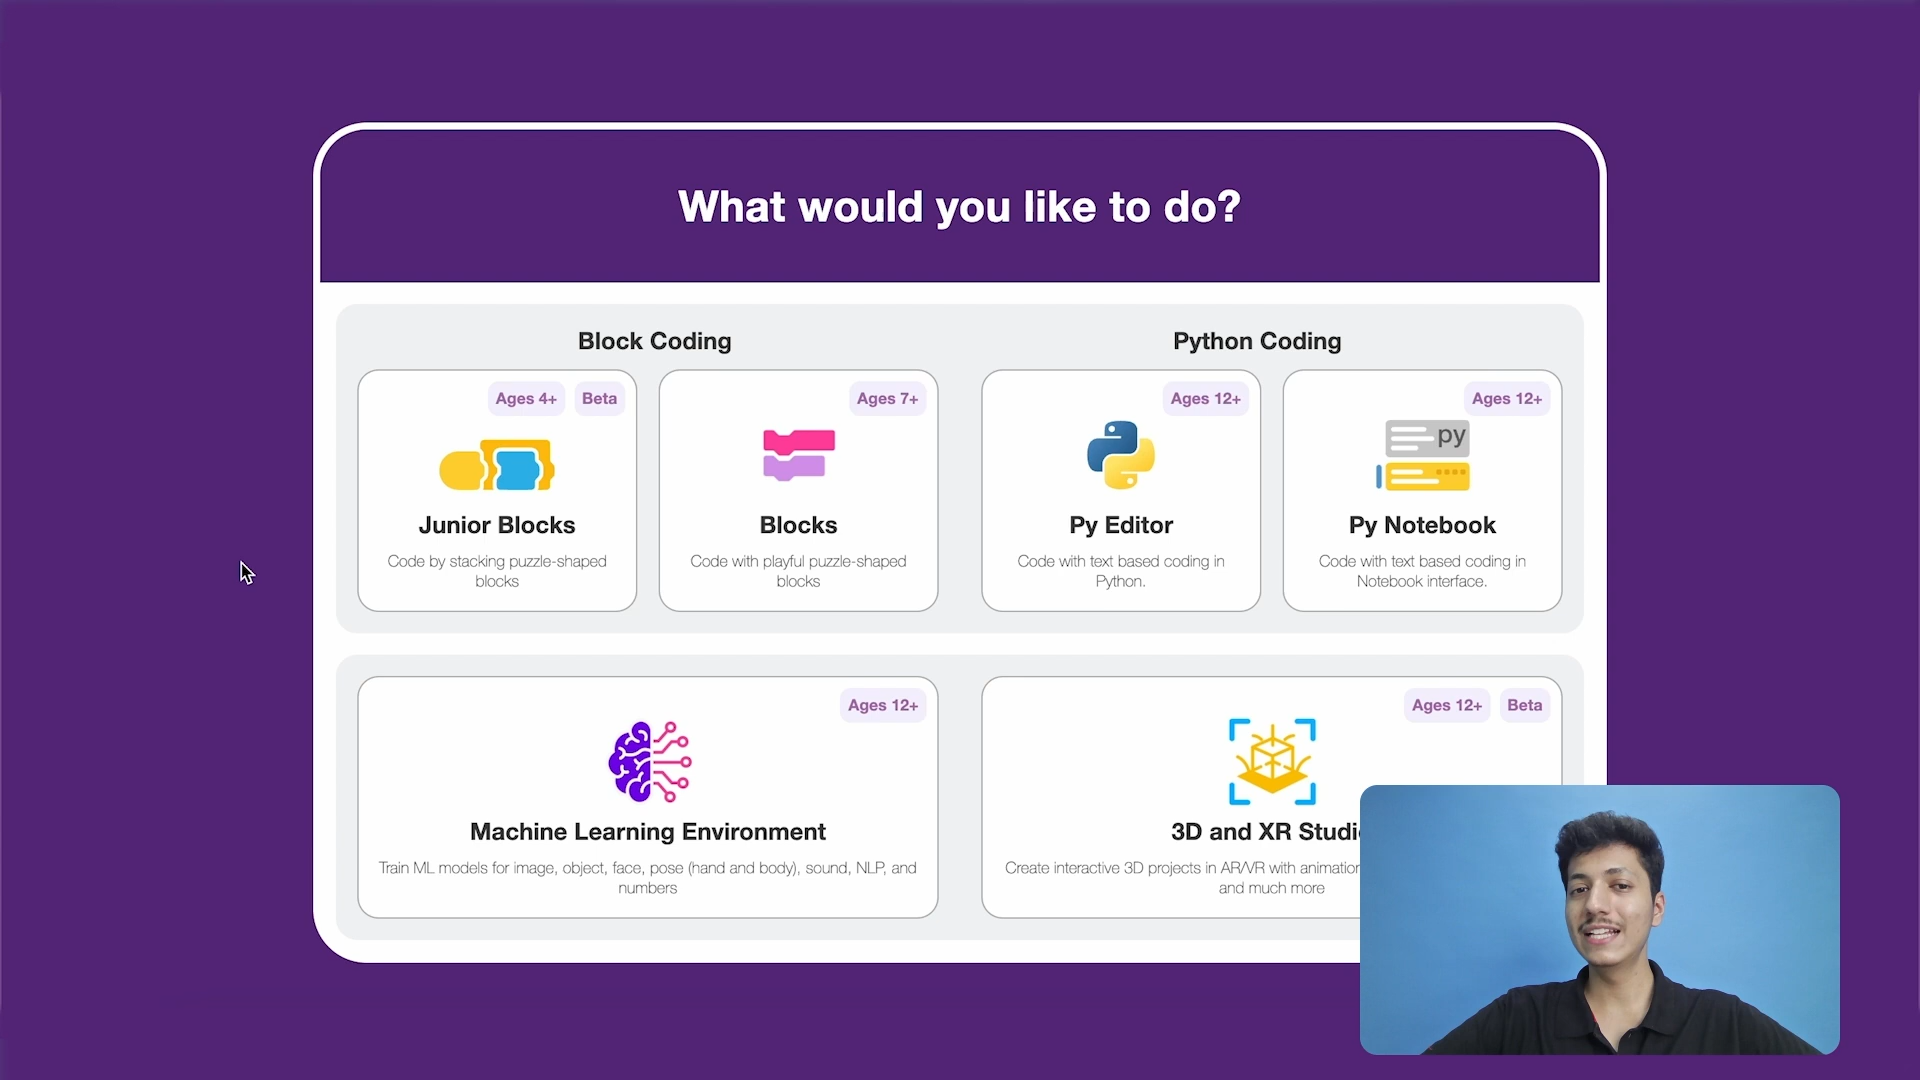 What would you like to do?
Block Coding
Python Coding
Ages 4+
Beta
Junior Blocks
Code by stacking puzzle-shaped
blocks
Ages 7+
Blocks
Code with playful puzzle-shaped
blocks
Ages 12+
Py Editor
Code with text based coding in
Python.
Ages 12+
py
Py Notebook
Code with text based coding in
Notebook interface.
Ages 12+
Machine Learning Environment
Train ML models for image, object, face, pose (hand and body), sound, NLP, and
numbers
Ages 12+
Beta
3D and XR Studi
Create interactive 3D projects in AR/VR with animation
and much more